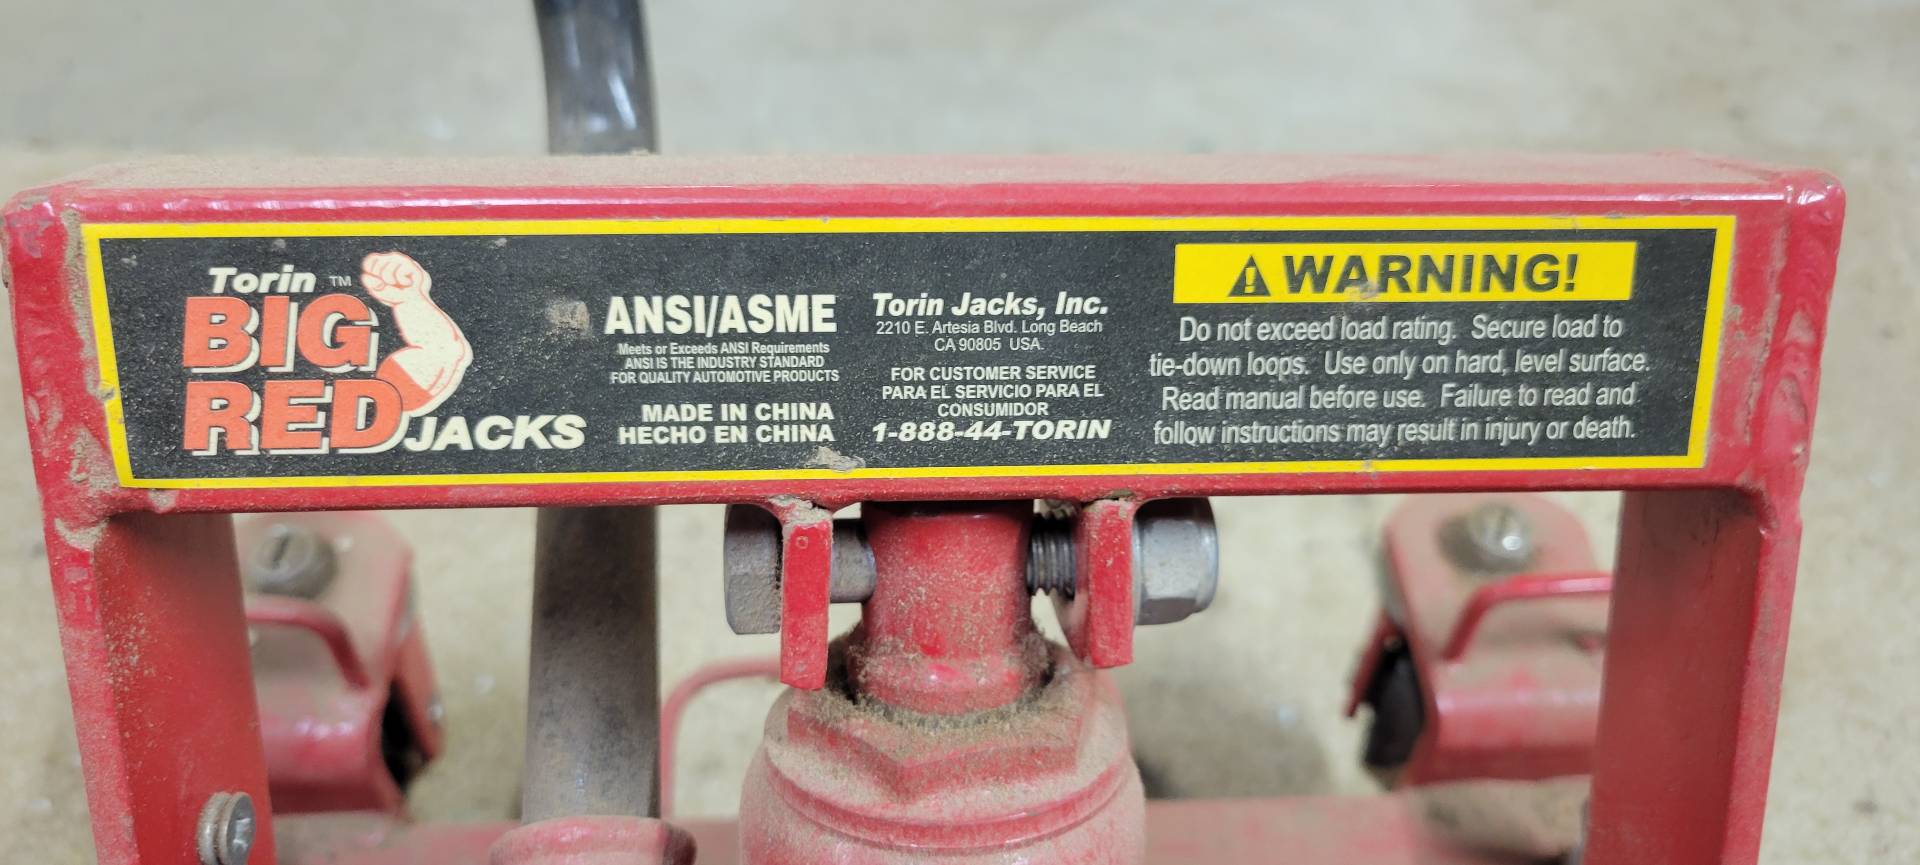 Torin TM
BIG
RED
JACKS
ANSI/ASME
Meets or Exceeds ANSI Requirements
ANSI IS THE INDUSTRY STANDARD
FOR QUALITY AUTOMOTIVE PRODUCTS
MADE IN CHINA
HECHO EN CHINA
Torin Jacks, Inc.
2210 E. Artesia Blvd. Long Beach
CA 90805 USA.
FOR CUSTOMER SERVICE
PARA EL SERVICIO PARA EL
CONSUMIDOR
1-888-44-TORIN
WARNING!
Do not exceed load rating. Secure load to
tie-down loops. Use only on hard, level surface.
Read manual before use. Failure to read and
follow instructions may result in injury or death.